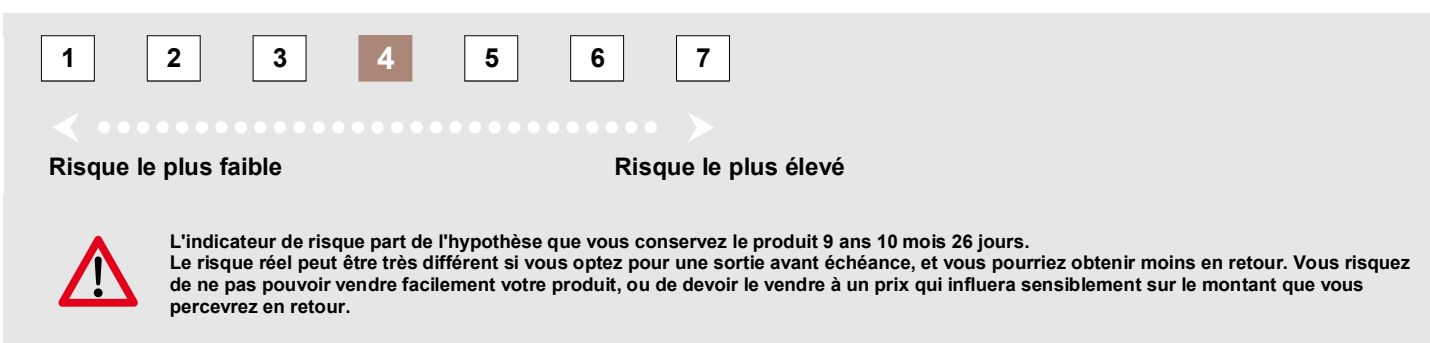 1 2 3 4 5 6 7
Risque le plus faible Risque le plus élevé
L'indicateur de risque part de l'hypothèse que vous conservez le produit 9 ans 10 mois 26 jours.
Le risque réel peut être très différent si vous optez pour une sortie avant échéance, et vous pourriez obtenir moins en retour. Vous risquez
de ne pas pouvoir vendre facilement votre produit, ou de devoir le vendre à un prix qui influera sensiblement sur le montant que vous
percevrez en retour.